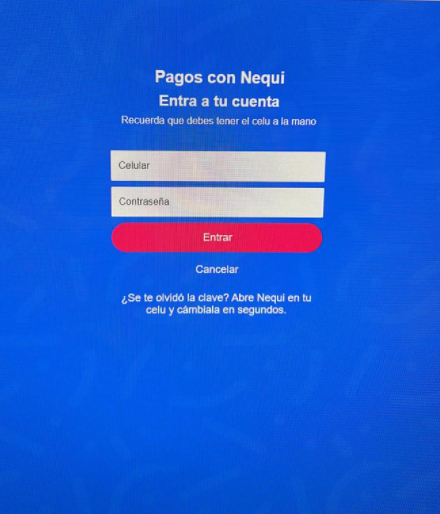 Pagos con Nequi
Entra a tu cuenta
Recuerda que debes tener el celu a la mano
Celular
Contraseña
Entrar
Cancelar
¿Se te olvidó la clave? Abre Nequi en tu
celu y cámbiala en segundos.